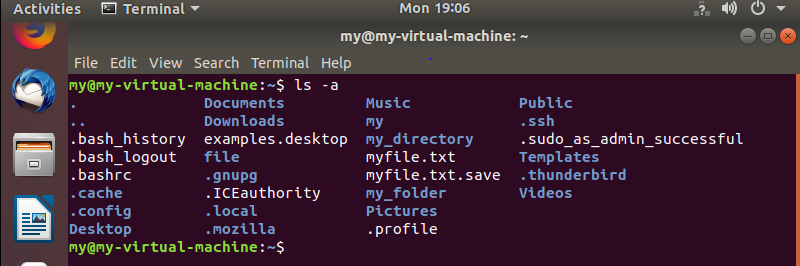 Activities Terminal Mon 19:06
my@my-virtual-machine: ~
File Edit View Search Terminal Help
my@my-virtual-machine:~$ ls -a
. Documents Music Public
.. Downloads my .ssh
.bash_history examples.desktop my_directory .sudo_as_admin_successful
.bash_logout file myfile.txt Templates
.bashrc .gnupg myfile.txt.save .thunderbird
.cache .ICEauthority my_folder Videos
.config .local Pictures
Desktop .mozilla .profile
my@my-virtual-machine:~$